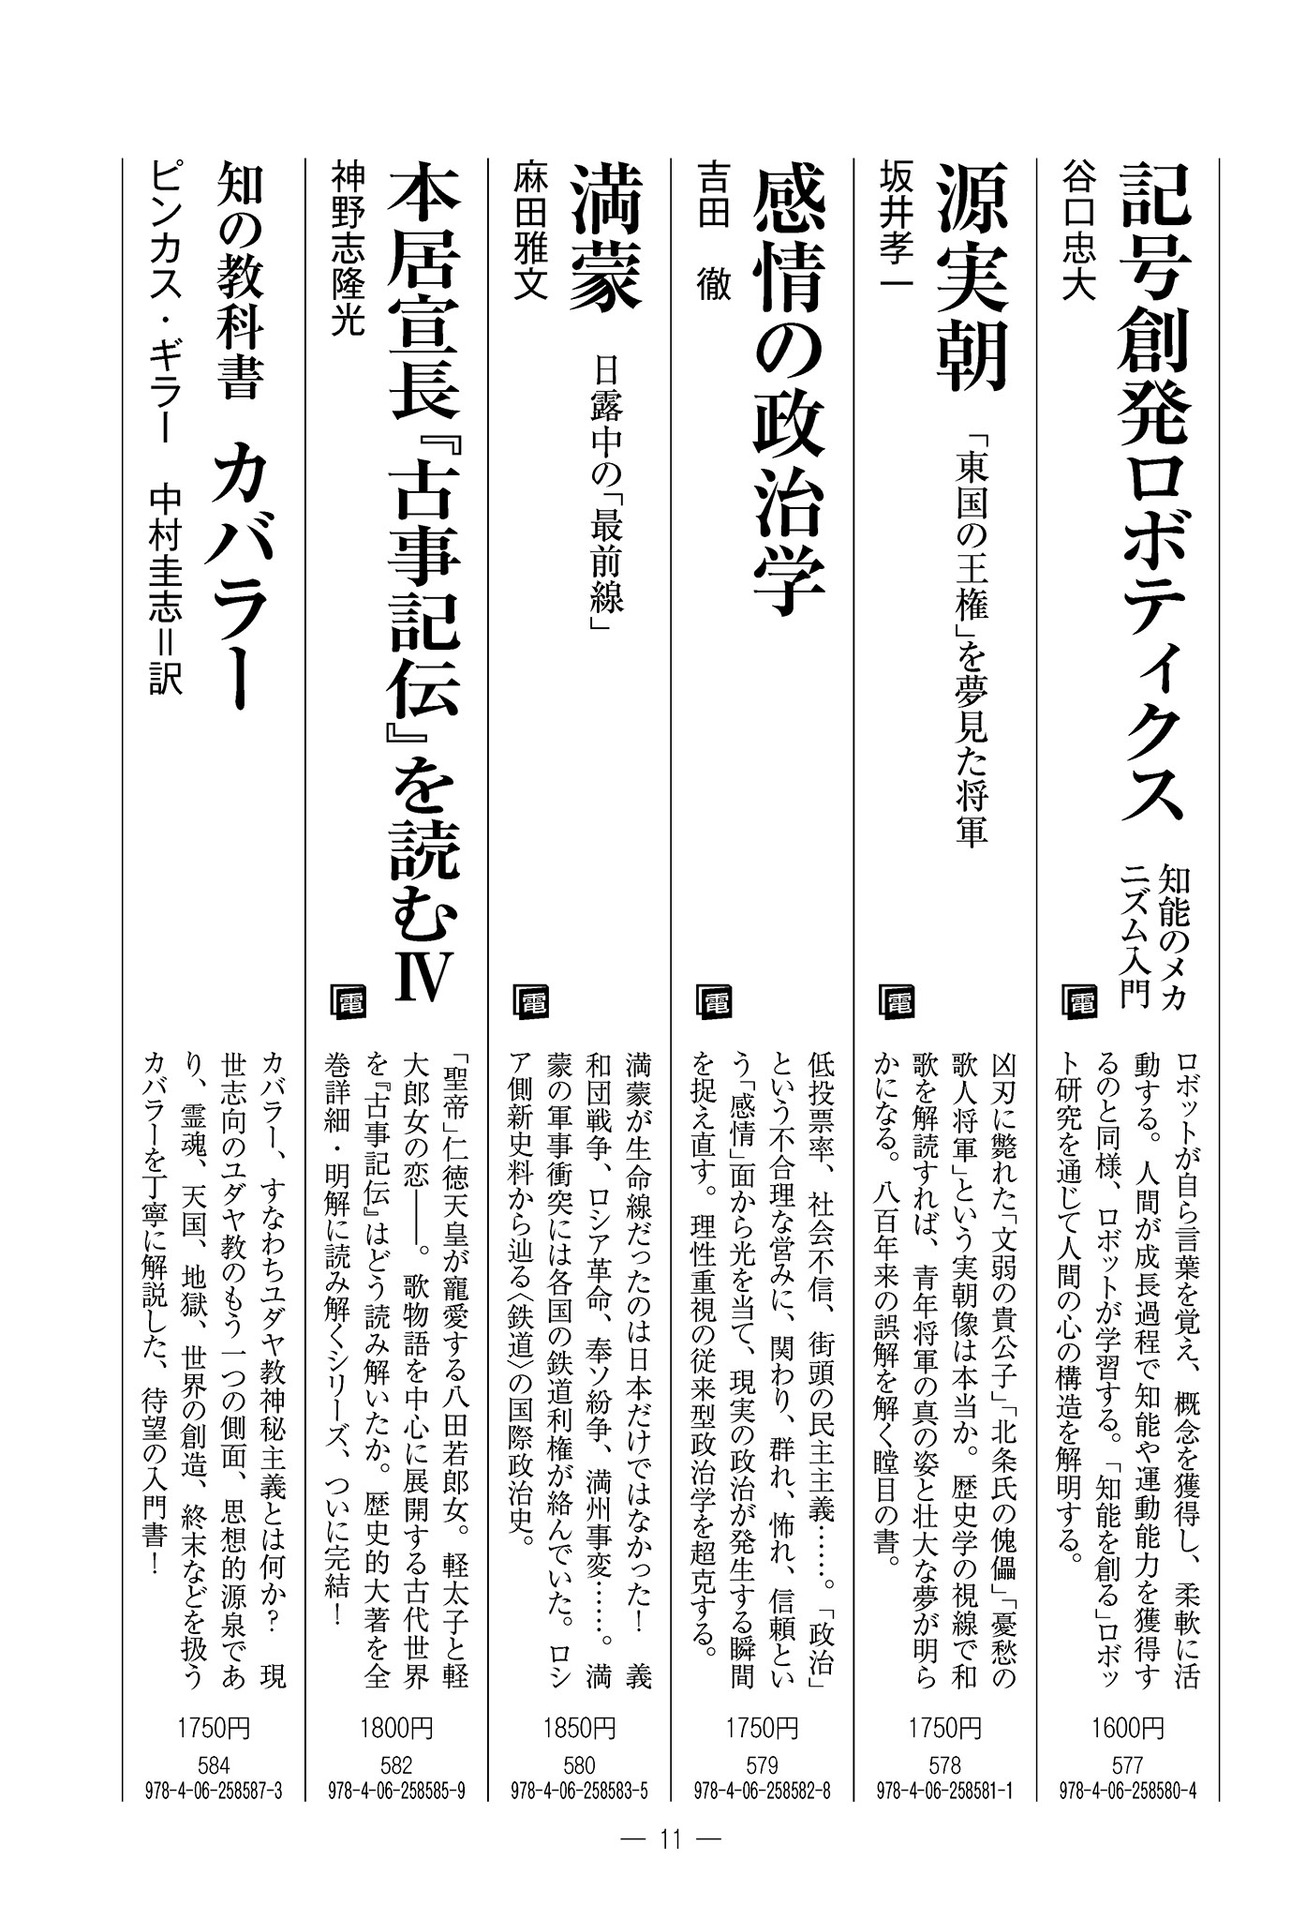 記号創発ロボティクス
知能のメカ
ニズム入門
谷口忠大
電
ロボットが自ら言葉を覚え、概念を獲得し、柔軟に活
動する。人間が成長過程で知能や運動能力を獲得す
るのと同様、ロボットが学習する。「知能を創る」ロボッ
ト研究を通じて人間の心の構造を解明する。
1600円
577
978-4-06-258580-4
源実朝
「東国の王権」を夢見た将軍
坂井孝一
電
凶刃に斃れた「文弱の貴公子」「北条氏の傀儡」「憂愁の
歌人将軍」という実朝像は本当か。歴史学の視線で和
歌を解読すれば、青年将軍の真の姿と壮大な夢が明ら
かになる。八百年来の誤解を解く瞠目の書。
1750円
578
978-4-06-258581-1
感情の政治学
吉田 徹
電
低投票率、社会不信、街頭の民主主義……。「政治」
という不合理な営みに、関わり、群れ、怖れ、信頼とい
う「感情」面から光を当て、現実の政治が発生する瞬間
を捉え直す。理性重視の従来型政治学を超克する。
1750円
579
978-4-06-258582-8
満蒙
日露中の「最前線」
麻田雅文
電
満蒙が生命線だったのは日本だけではなかった! 義
和団戦争、ロシア革命、奉ソ紛争、満州事変……。満
蒙の軍事衝突には各国の鉄道利権が絡んでいた。ロシ
ア側新史料から辿る〈鉄道〉の国際政治史。
1850円
580
978-4-06-258583-5
本居宣長『古事記伝』を読むⅣ
神野志隆光
電
「聖帝」仁徳天皇が寵愛する八田若郎女。軽太子と軽
大郎女の恋――。歌物語を中心に展開する古代世界
を『古事記伝』はどう読み解いたか。歴史的大著を全
巻詳細・明解に読み解くシリーズ、ついに完結!
1800円
582
978-4-06-258585-9
知の教科書 カバラー
ピンカス・ギラー 中村圭志=訳
カバラー、すなわちユダヤ教神秘主義とは何か? 現
世志向のユダヤ教のもう一つの側面、思想的源泉であ
り、霊魂、天国、地獄、世界の創造、終末などを扱う
カバラーを丁寧に解説した、待望の入門書!
1750円
584
978-4-06-258587-3
― 11 ―